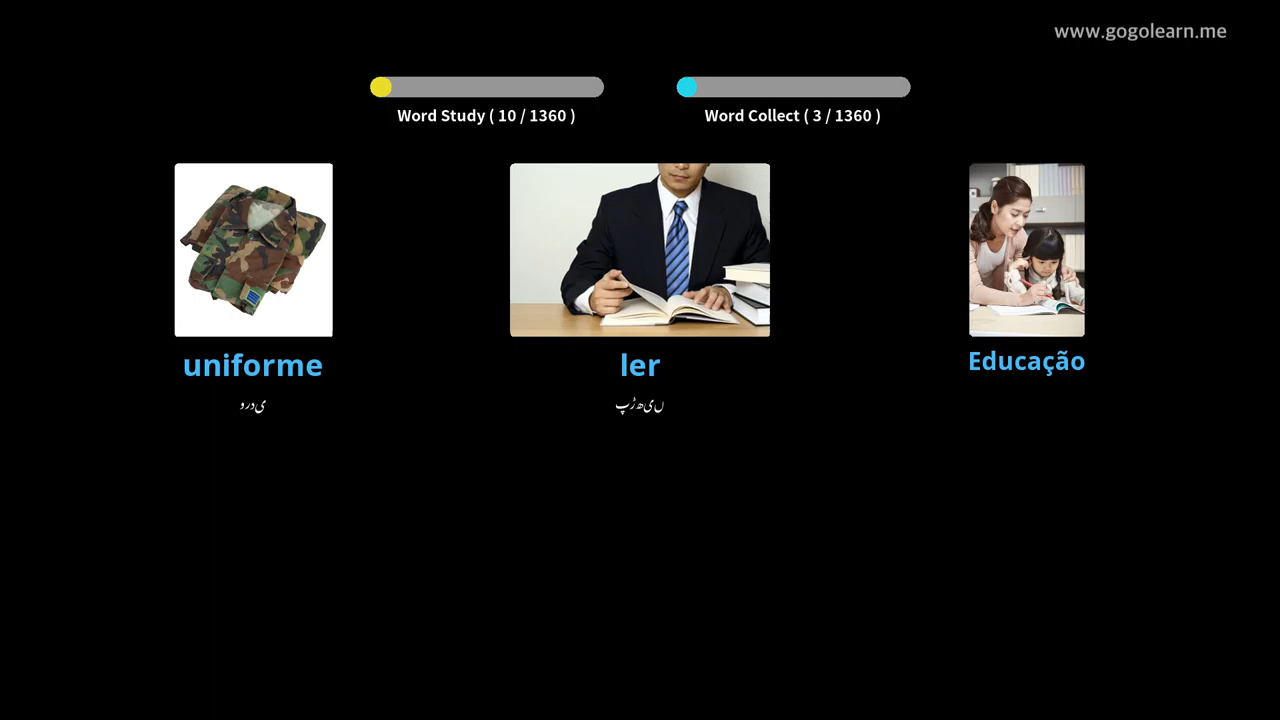 www.gogolearn.me
Word Study ( 10 / 1360 )
Word Collect ( 3 / 1360 )
uniforme
ler
Educação
وردی
پڑھیں